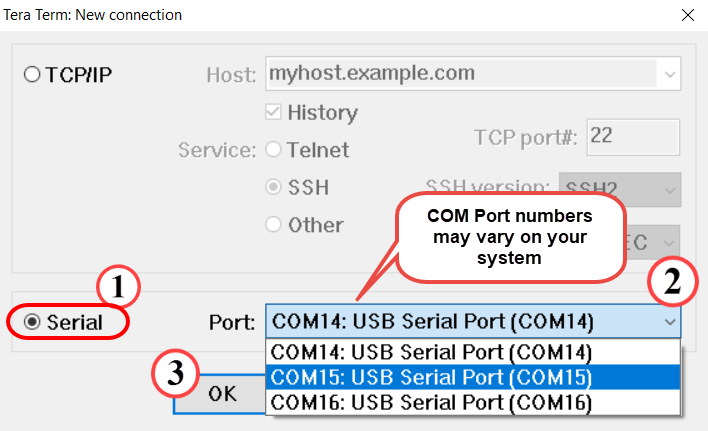 Tera Term: New connection
TCP/IP
Host: myhost.example.com
History
Service: Telnet
TCP port#: 22
SSH
SSH version: SSH2
Other
EC
COM Port numbers
may vary on your
system
1
2
Serial
Port: COM14: USB Serial Port (COM14)
COM14: USB Serial Port (COM14)
3
OK
COM15: USB Serial Port (COM15)
COM16: USB Serial Port (COM16)